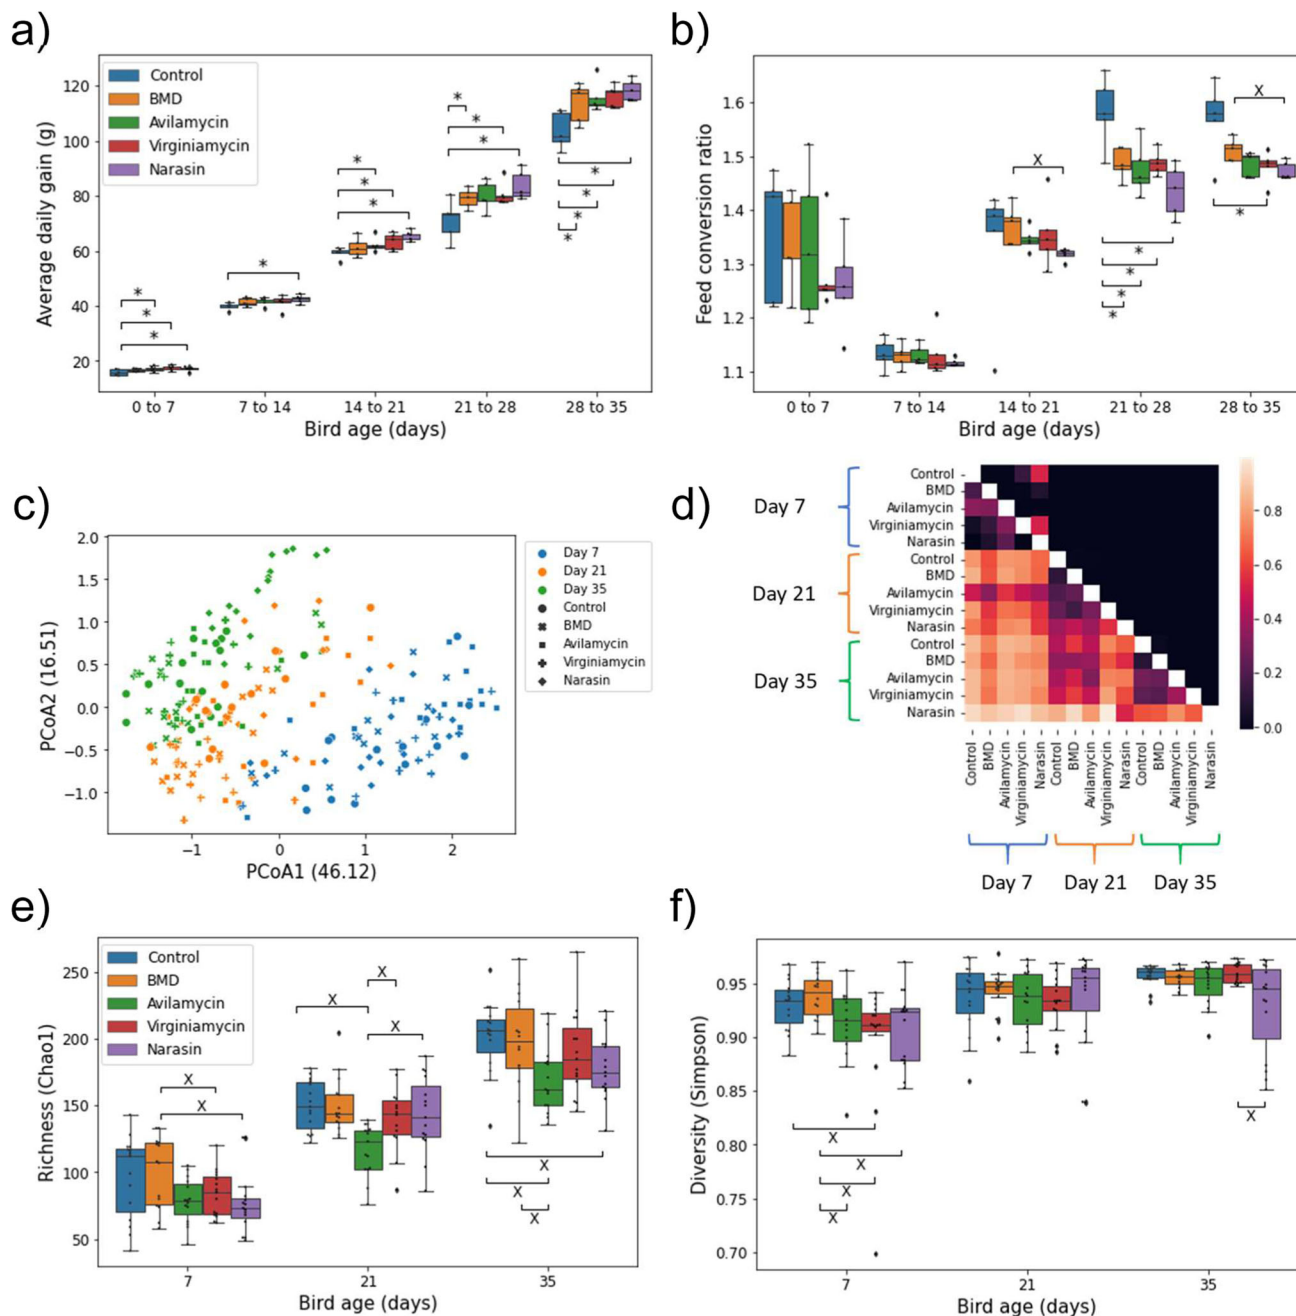 a)
Average daily gain (g)
120
100
80
60
40
20
Control
BMD
Avilamycin
Virginiamycin
Narasin
*
*
*
*
*
*
*
*
*
*
*
*
*
*
0 to 7
7 to 14
14 to 21
21 to 28
28 to 35
Bird age (days)
b)
Feed conversion ratio
1.6
1.5
1.4
1.3
1.2
1.1
X
X
*
*
*
*
*
0 to 7
7 to 14
14 to 21
21 to 28
28 to 35
Bird age (days)
c)
PCoA2 (16.51)
2.0
1.5
1.0
0.5
0.0
−0.5
−1.0
−1
0
1
2
PCoA1 (46.12)
Day 7
Day 21
Day 35
Control
BMD
Avilamycin
Virginiamycin
Narasin
d)
Day 7
Day 21
Day 35
Control
BMD
Avilamycin
Virginiamycin
Narasin
Control
BMD
Avilamycin
Virginiamycin
Narasin
Control
BMD
Avilamycin
Virginiamycin
Narasin
0.8
0.6
0.4
0.2
0.0
Control
BMD
Avilamycin
Virginiamycin
Narasin
Control
BMD
Avilamycin
Virginiamycin
Narasin
Control
BMD
Avilamycin
Virginiamycin
Narasin
Day 7
Day 21
Day 35
e)
Richness (Chao1)
250
200
150
100
50
Control
BMD
Avilamycin
Virginiamycin
Narasin
X
X
X
X
X
X
X
X
7
21
35
Bird age (days)
f)
Diversity (Simpson)
0.95
0.90
0.85
0.80
0.75
0.70
X
X
X
X
X
7
21
35
Bird age (days)